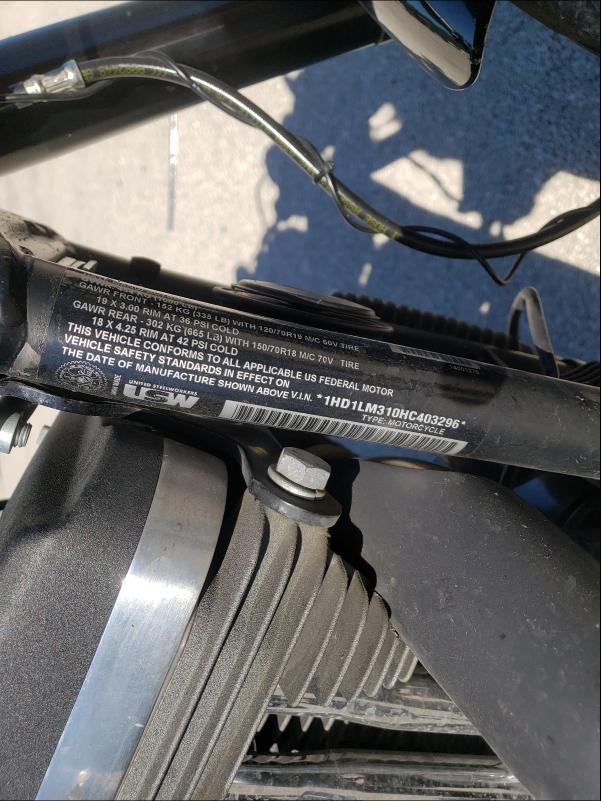 GAWR FRONT - 152 KG (335 LB) WITH 120/70R19 M/C 60V TIRE
19 X 3.00 RIM AT 36 PSI COLD
GAWR REAR - 302 KG (665 LB) WITH 150/70R18 M/C 70V TIRE
18 X 4.25 RIM AT 42 PSI COLD
THIS VEHICLE CONFORMS TO ALL APPLICABLE US FEDERAL MOTOR
VEHICLE SAFETY STANDARDS IN EFFECT ON
THE DATE OF MANUFACTURE SHOWN ABOVE V.I.N. *1HD1LM310HC403296*
TYPE: MOTORCYCLE
UNITED STEELWORKERS
USW